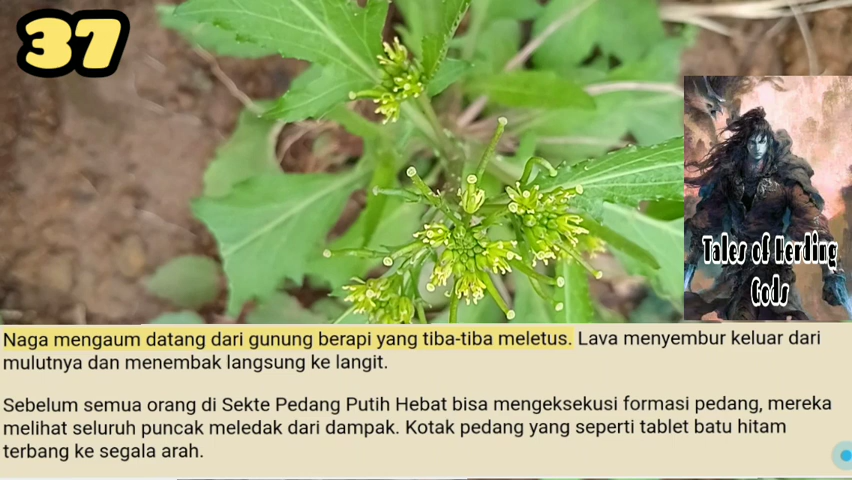 37
Tales of Herding
Gods
Naga mengaum datang dari gunung berapi yang tiba-tiba meletus. Lava menyembur keluar dari
mulutnya dan menembak langsung ke langit.
Sebelum semua orang di Sekte Pedang Putih Hebat bisa mengeksekusi formasi pedang, mereka
melihat seluruh puncak meledak dari dampak. Kotak pedang yang seperti tablet batu hitam
terbang ke segala arah.